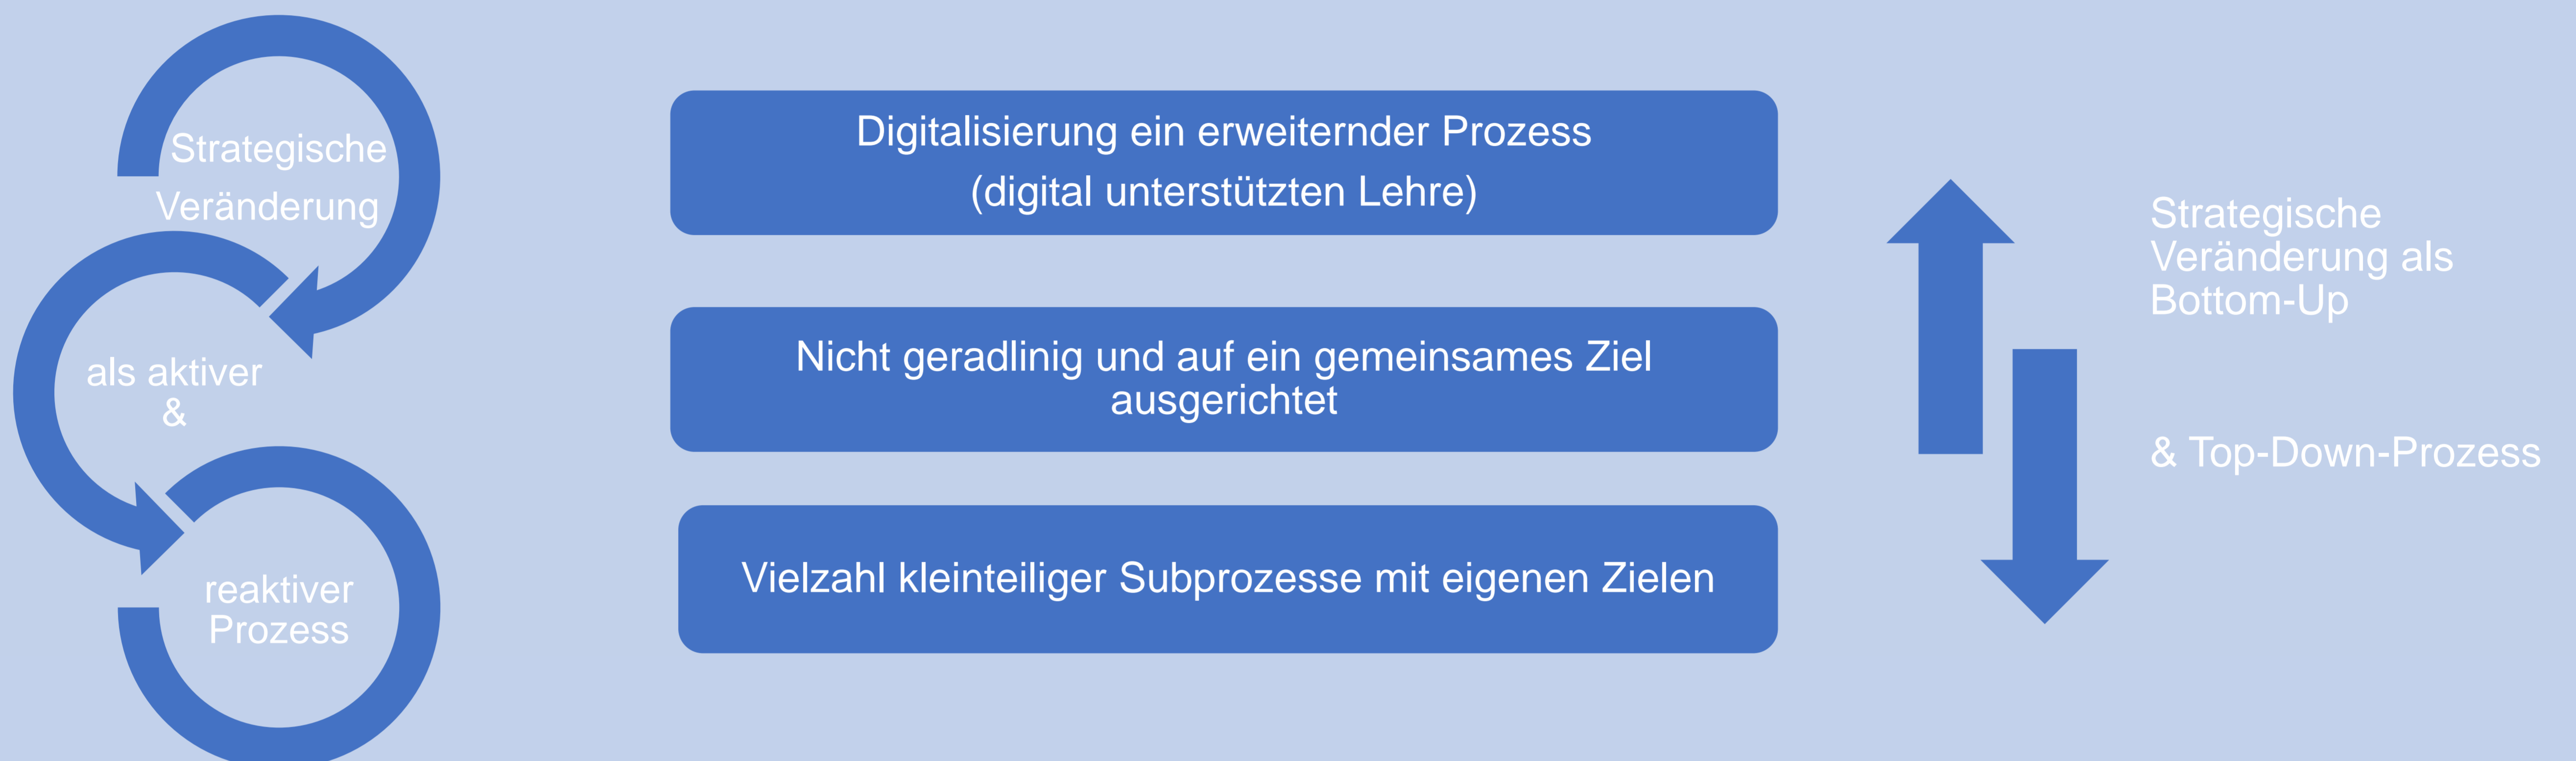 Strategische
Veränderung
als aktiver
&
reaktiver
Prozess
Digitalisierung ein erweiternder Prozess
(digital unterstützten Lehre)
Nicht geradlinig und auf ein gemeinsames Ziel
ausgerichtet
Vielzahl kleinteiliger Subprozesse mit eigenen Zielen
Strategische
Veränderung als
Bottom-Up
& Top-Down-Prozess